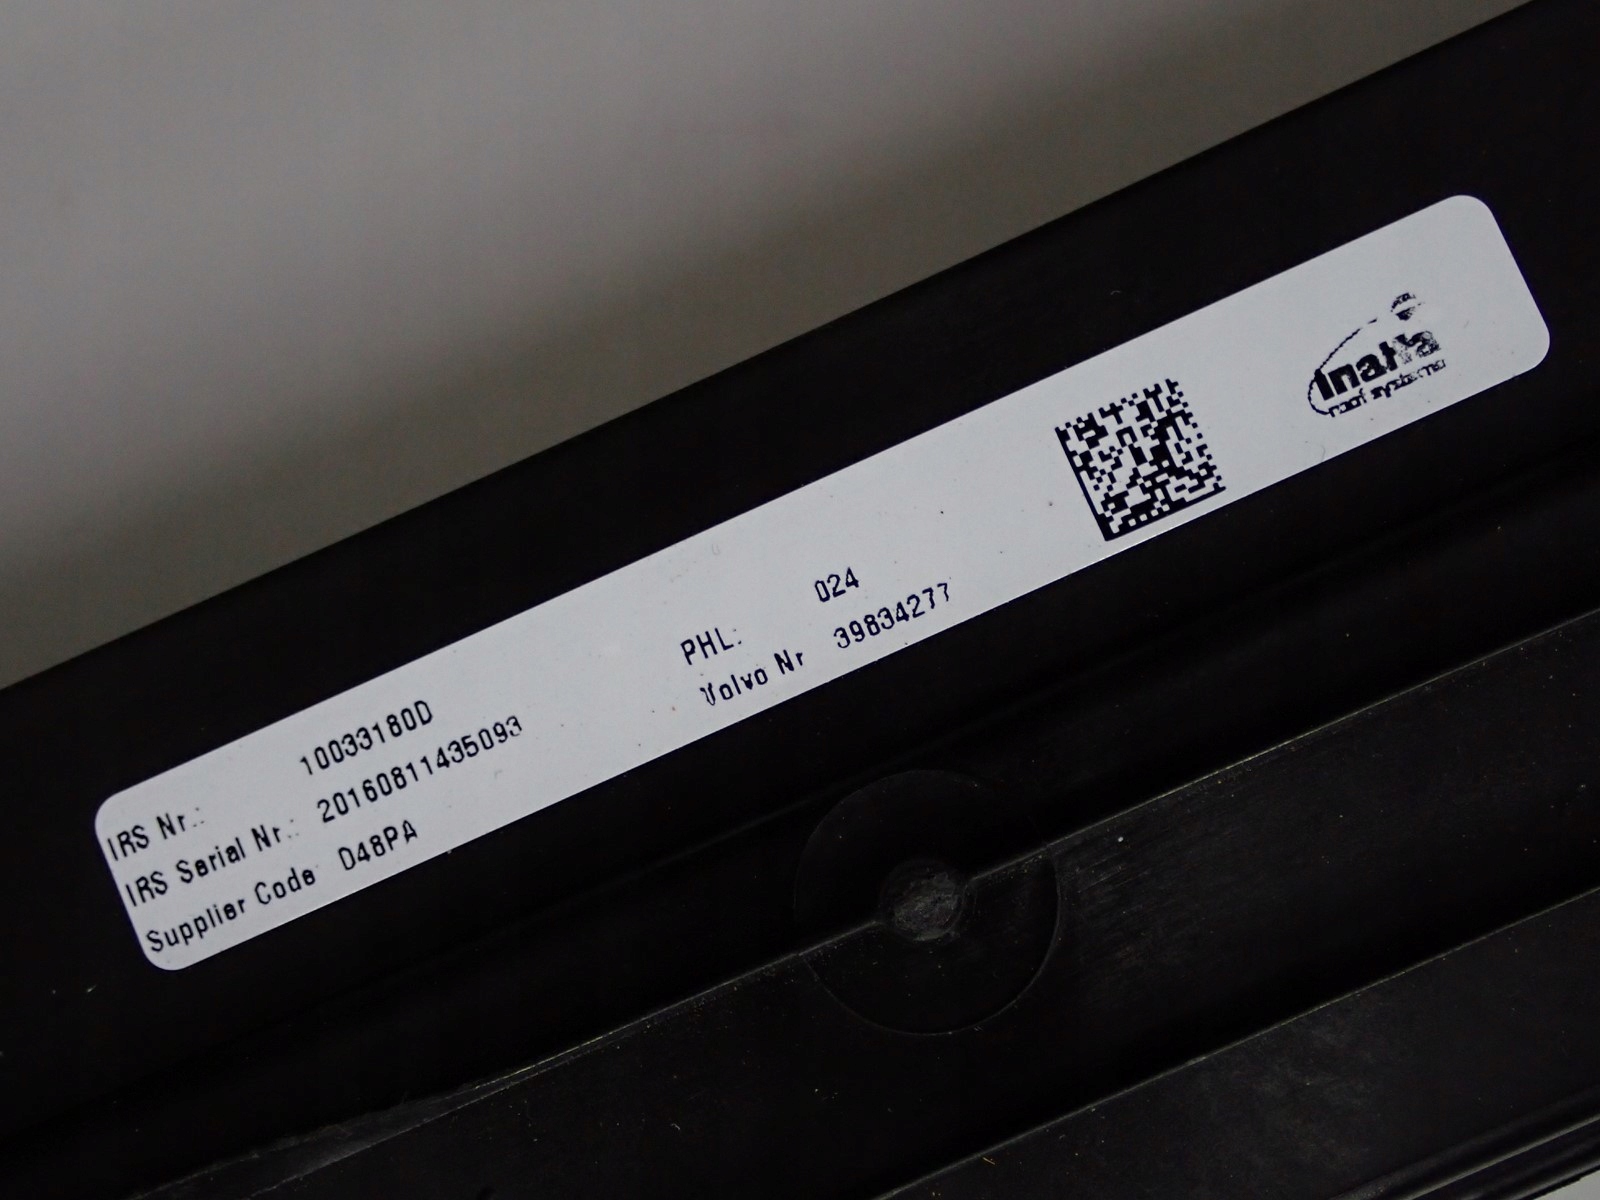 IRS Nr.: 10033180D
IRS Serial Nr.: 20160811435093
Supplier Code D48PA
PHL: 024
Volvo Nr 39834277
Inalfa
roof systems